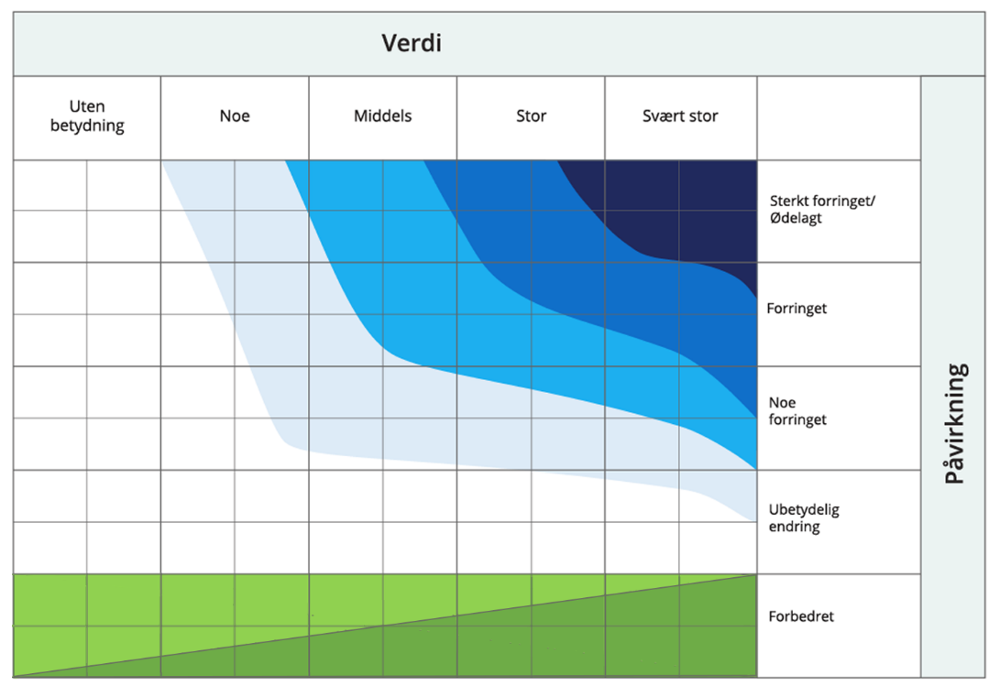 Verdi
Uten
betydning
Noe
Middels
Stor
Svært stor
Sterkt forringet/
Ødelagt
Forringet
Noe
forringet
Ubetydelig
endring
Forbedret
Påvirkning